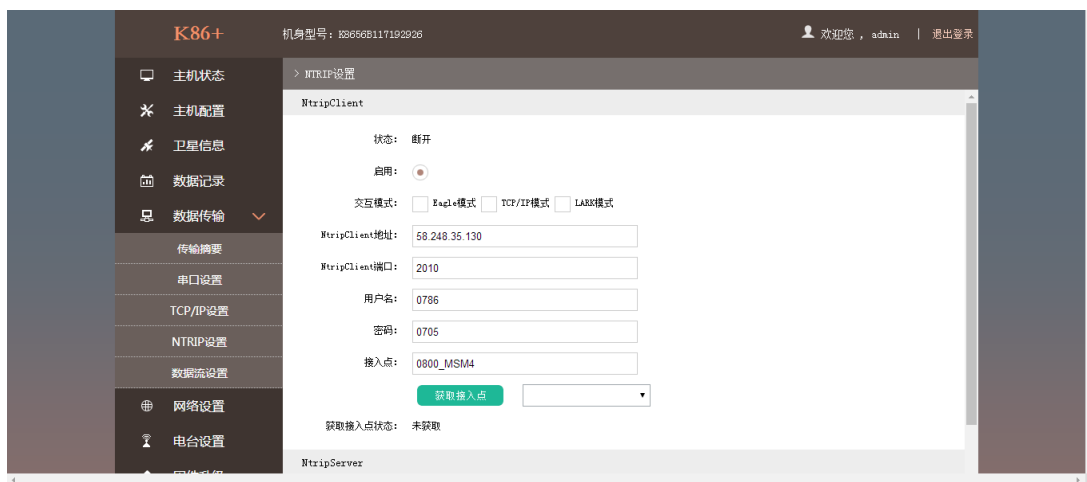 K86+
机身型号：K8656B117192926
欢迎您 ，admin | 退出登录
主机状态
主机配置
卫星信息
数据记录
数据传输
传输摘要
串口设置
TCP/IP设置
NTRIP设置
数据流设置
网络设置
电台设置
> NTRIP设置
NtripClient
状态： 断开
启用：
交互模式： Eagle模式 TCP/IP模式 LARK模式
NtripClient地址： 58.248.35.130
NtripClient端口： 2010
用户名： 0786
密码： 0705
接入点： 0800_MSM4
获取接入点
获取接入点状态： 未获取
NtripServer